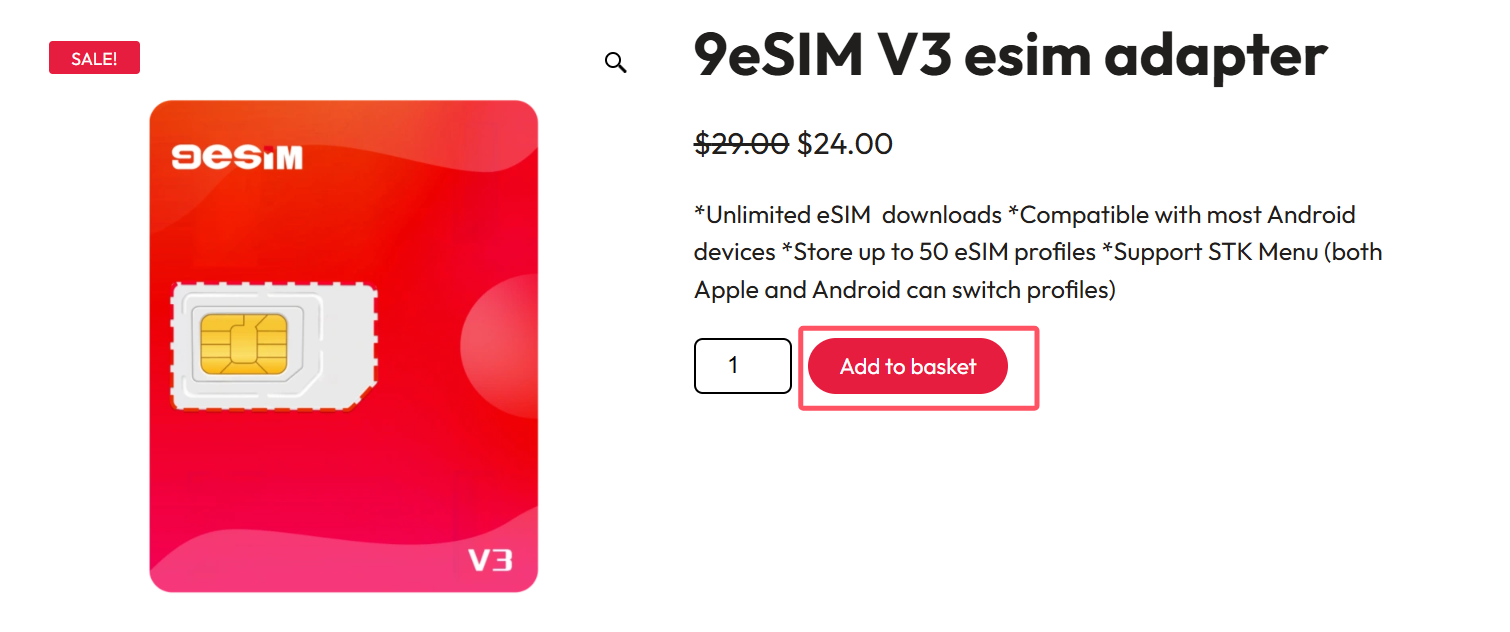 SALE!
9eSIM V3 esim adapter
$29.00 $24.00
*Unlimited eSIM  downloads *Compatible with most Android
devices *Store up to 50 eSIM profiles *Support STK Menu (both
Apple and Android can switch profiles)
1
Add to basket
9eSIM
V3